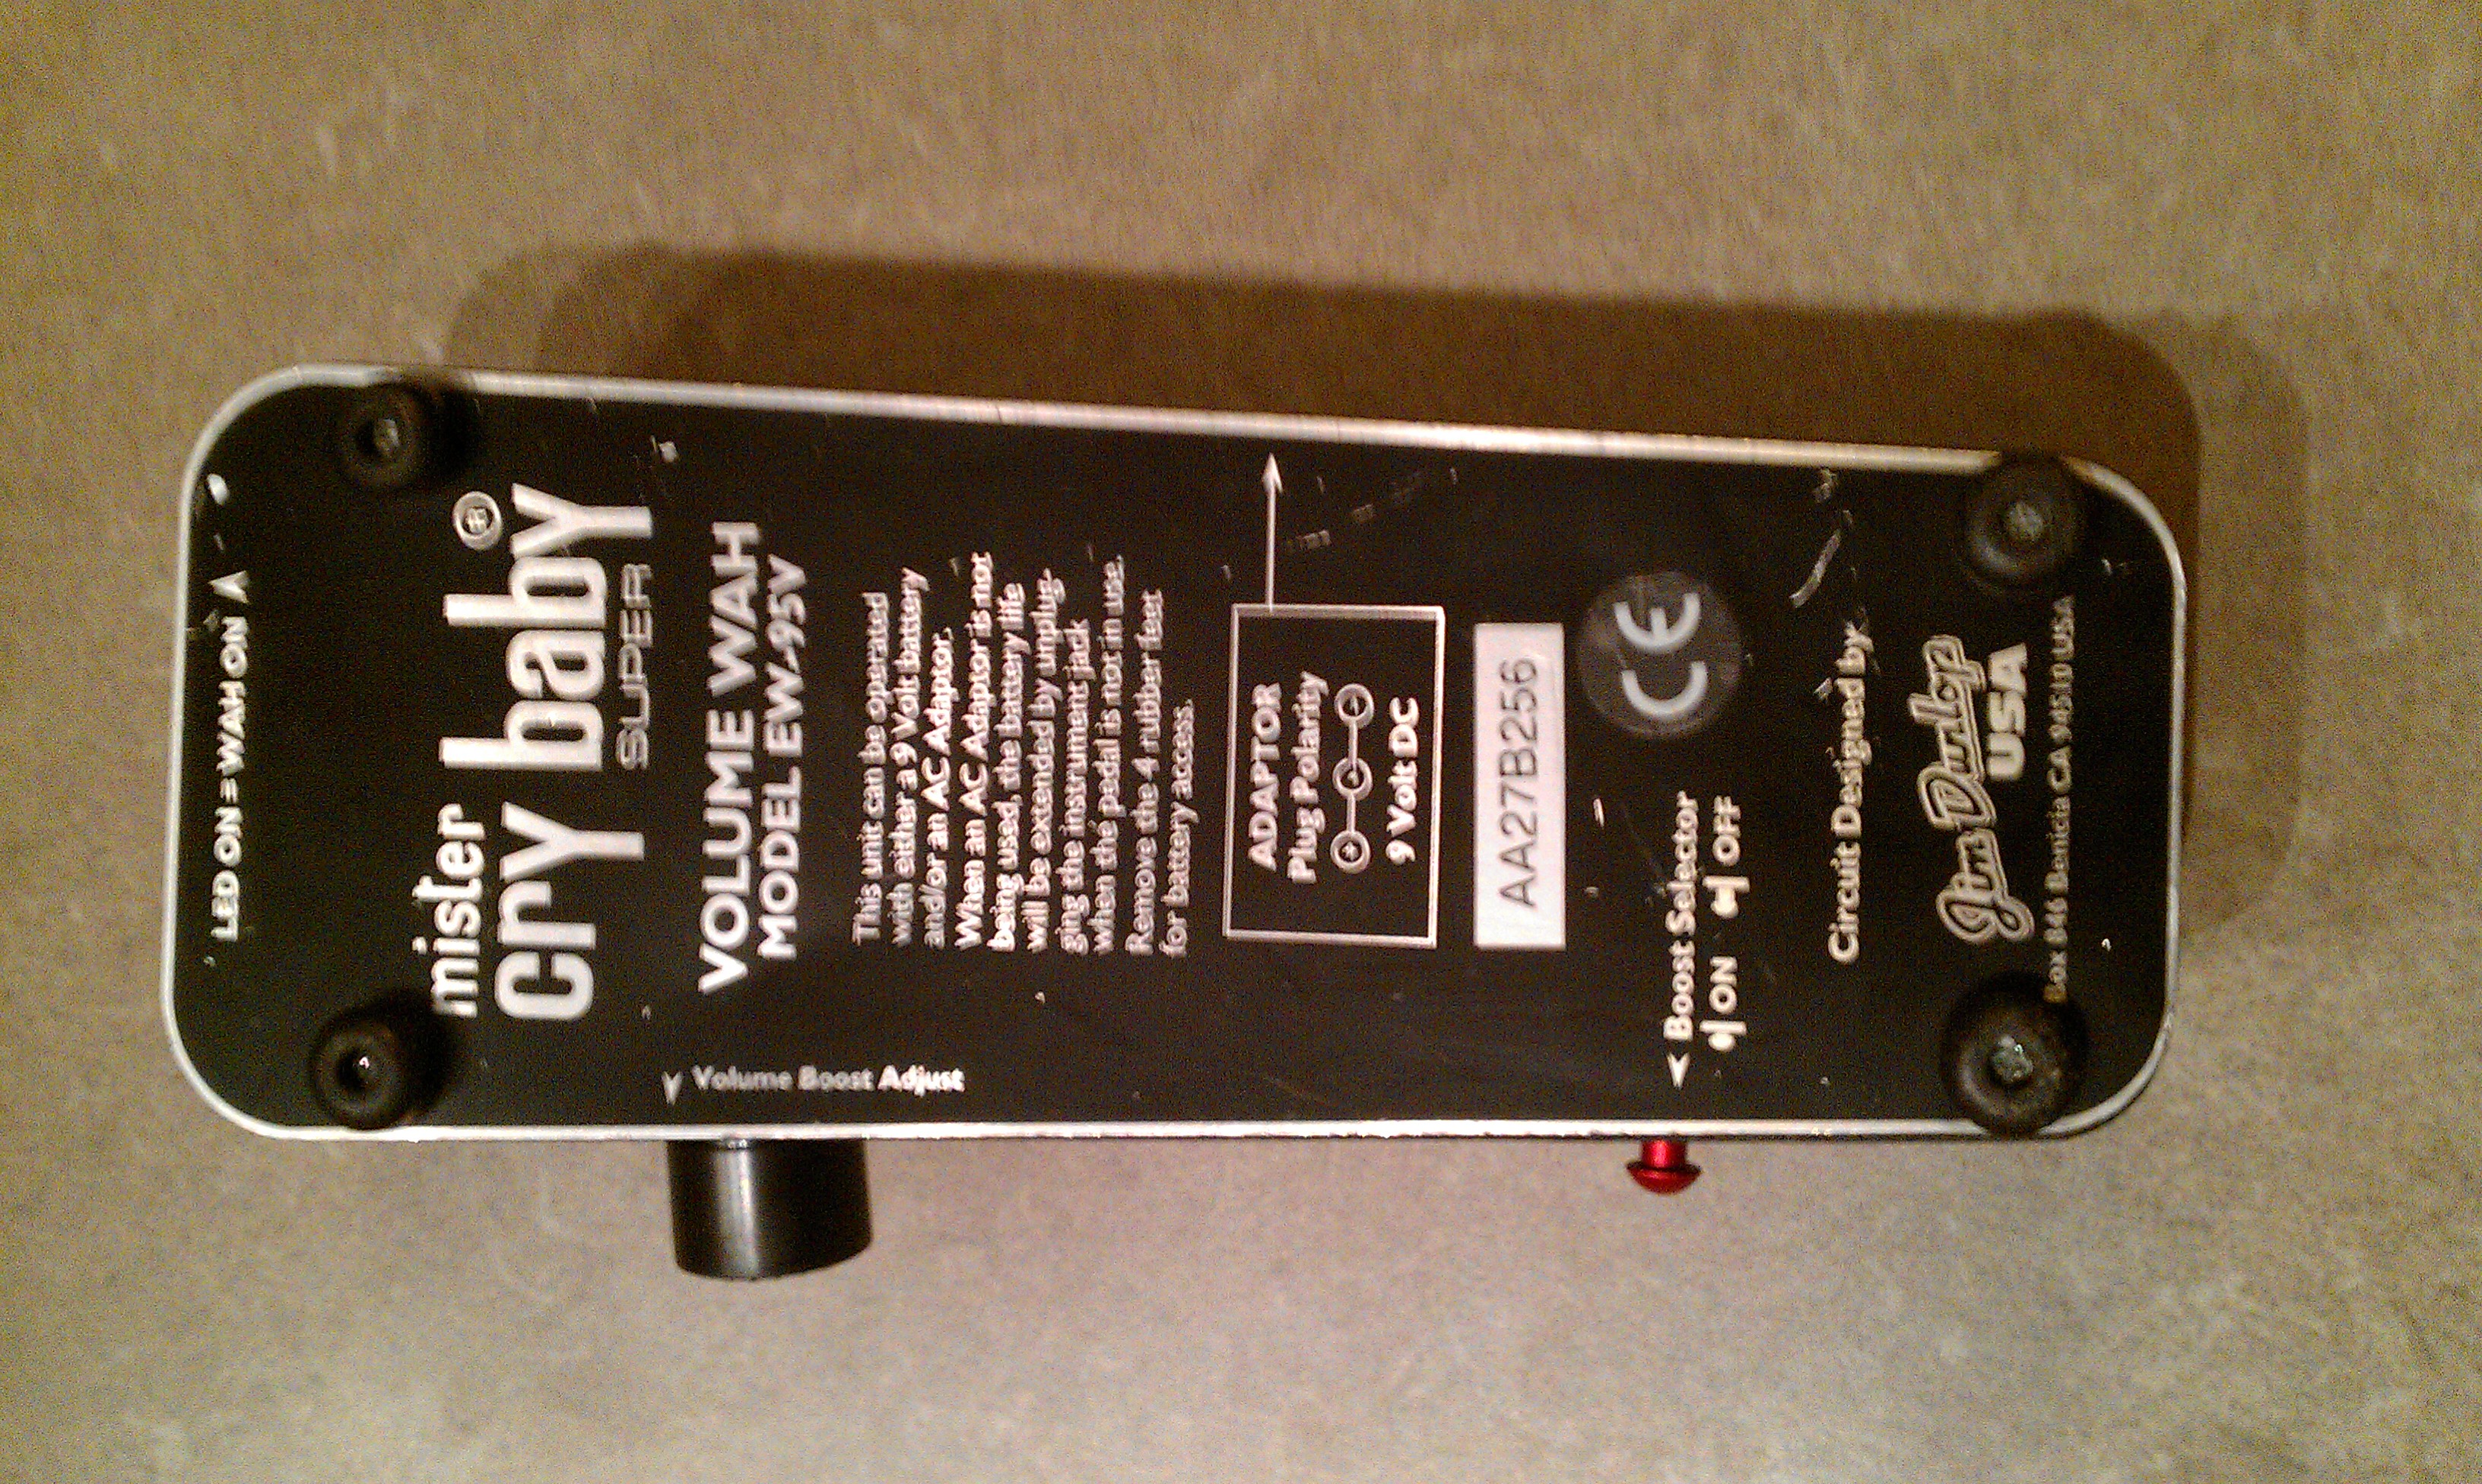 LED ON = WAH ON
mister
cry baby®
SUPER
VOLUME WAH
MODEL EW-95V
This unit can be operated
with either a 9 Volt battery
and/or an AC Adaptor.
When an AC Adaptor is not
being used, the battery life
will be extended by unplug-
ging the instrument jack
when the pedal is not in use.
Remove the 4 rubber feet
for battery access.
Volume Boost Adjust
ADAPTOR
Plug Polarity
+ -
9 Volt DC
AA27B256
CE
Boost Selector
ON OFF
Circuit Designed by
Jim Dunlop
USA
Box 846 Benicia CA 94510 USA